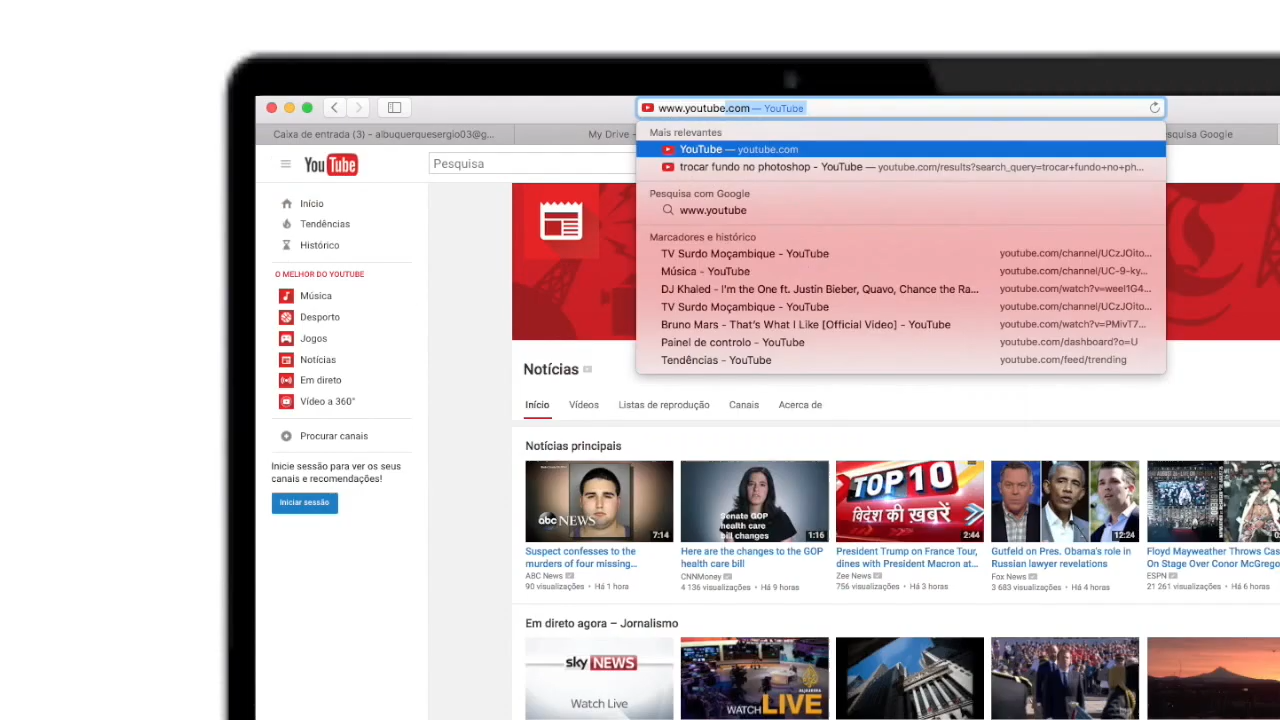 www.youtube.com — YouTube
Caixa de entrada (3) - albuquerquesergio03@g...
My Drive -
squisa Google
Mais relevantes
YouTube — youtube.com
trocar fundo no photoshop - YouTube — youtube.com/results?search_query=trocar+fundo+no+ph...
Pesquisa com Google
www.youtube
Marcadores e histórico
TV Surdo Moçambique - YouTube youtube.com/channel/UCzJOito...
Música - YouTube youtube.com/channel/UC-9-ky...
DJ Khaled - I'm the One ft. Justin Bieber, Quavo, Chance the Ra... youtube.com/watch?v=weeI1G4...
TV Surdo Moçambique - YouTube youtube.com/channel/UCzJOito...
Bruno Mars - That's What I Like [Official Video] - YouTube youtube.com/watch?v=PMivT7...
Painel de controlo - YouTube youtube.com/dashboard?o=U
Tendências - YouTube youtube.com/feed/trending
YouTube
Pesquisa
Início
Tendências
Histórico
O MELHOR DO YOUTUBE
Música
Desporto
Jogos
Notícias
Em direto
Vídeo a 360°
Procurar canais
Inicie sessão para ver os seus
canais e recomendações!
Iniciar sessão
Notícias
Início Vídeos Listas de reprodução Canais Acerca de
Notícias principais
abc NEWS
7:14
Senate GOP
health care
bill changes
1:16
TOP 10
विदेश की खबरें
2:44
12:24
Suspect confesses to the
murders of four missing...
ABC News
90 visualizações • Há 1 hora
Here are the changes to the GOP
health care bill
CNNMoney
4 136 visualizações • Há 9 horas
President Trump on France Tour,
dines with President Macron at...
Zee News
756 visualizações • Há 3 horas
Gutfeld on Pres. Obama's role in
Russian lawyer revelations
Fox News
3 683 visualizações • Há 4 horas
Floyd Mayweather Throws Cas
On Stage Over Conor McGrego
ESPN
21 261 visualizações • Há 6 horas
Em direto agora – Jornalismo
sky NEWS
Watch Live
WATCH LIVE
ALJAZEERA